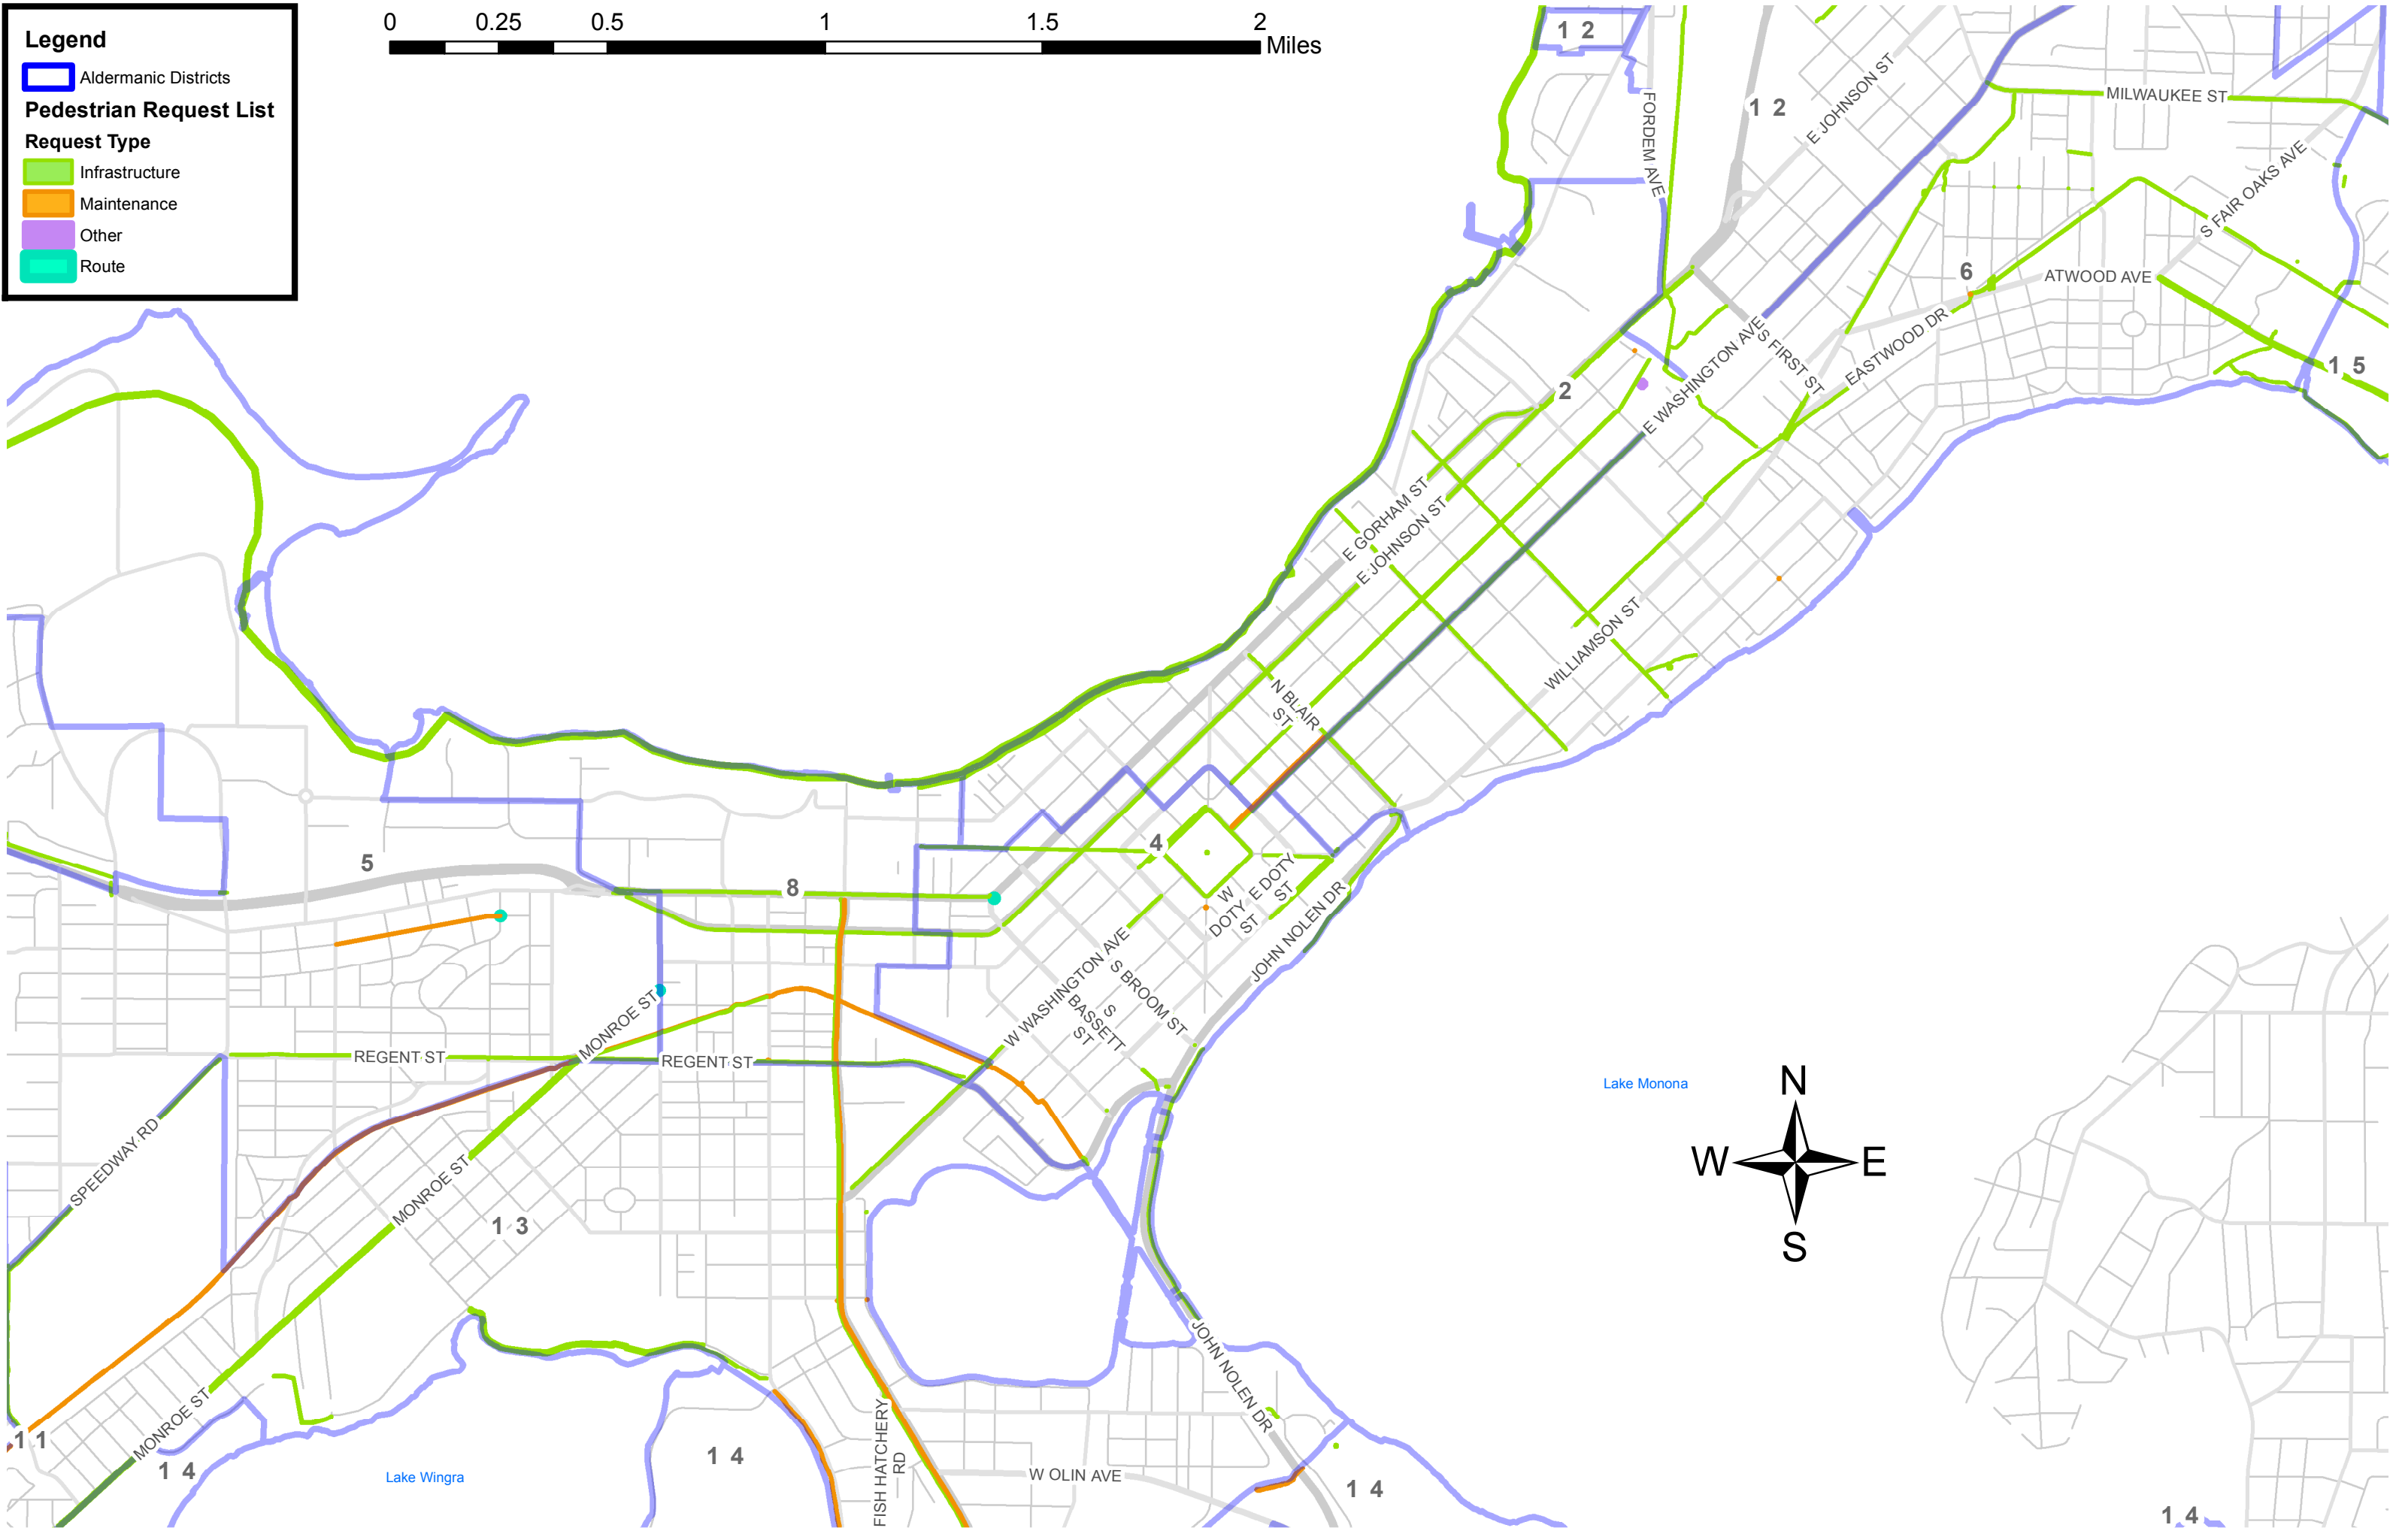 Legend
Aldermanic Districts
Pedestrian Request List
Request Type
Infrastructure
Maintenance
Other
Route
0 0.25 0.5 1 1.5 2
Miles
1 2
1 2
FORDEM AVE
E JOHNSON ST
MILWAUKEE ST
S FAIR OAKS AVE
6
ATWOOD AVE
E WASHINGTON AVE
S FIRST ST
EASTWOOD DR
1 5
2
E GORHAM ST
E JOHNSON ST
WILLIAMSON ST
N BLAIR
ST
4
5
8
W
DOTY
ST
E DOTY
ST
JOHN NOLEN DR
W WASHINGTON AVE
S BROOM ST
S
BASSETT
ST
MONROE ST
REGENT ST
REGENT ST
SPEEDWAY RD
MONROE ST
1 3
Lake Monona
N
W E
S
JOHN NOLEN DR
MONROE ST
1 1
1 4
Lake Wingra
1 4
FISH HATCHERY
RD
W OLIN AVE
1 4
1 4